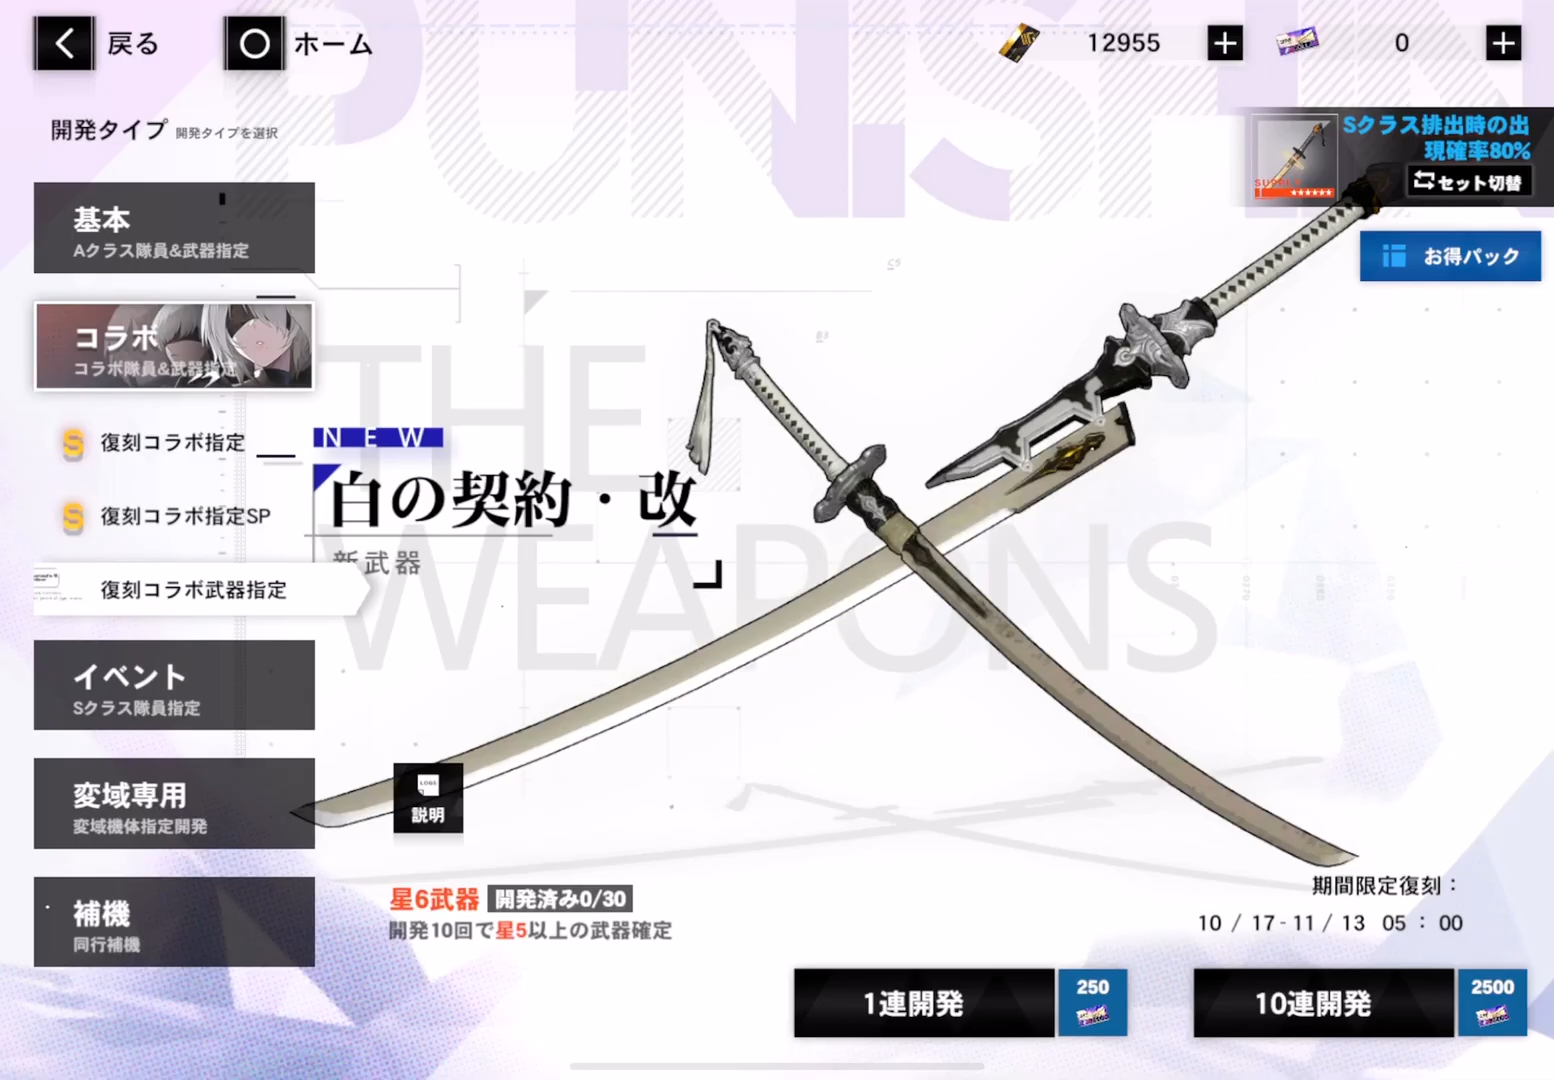 戻る
ホーム
12955
0
PUNISHIN
開発タイプ 開発タイプを選択
Sクラス排出時の出
現確率80%
セット切替
お得パック
基本
Aクラス隊員&武器指定
コラボ
コラボ隊員&武器指定
復刻コラボ指定
復刻コラボ指定SP
復刻コラボ武器指定
イベント
Sクラス隊員指定
変域専用
変域機体指定開発
補機
同行補機
THE
WEAPONS
NEW
白の契約・改
新武器
説明
星6武器 開発済み0/30
開発10回で星5以上の武器確定
期間限定復刻：
10 / 17 - 11 / 13 05 : 00
1連開発
250
10連開発
2500